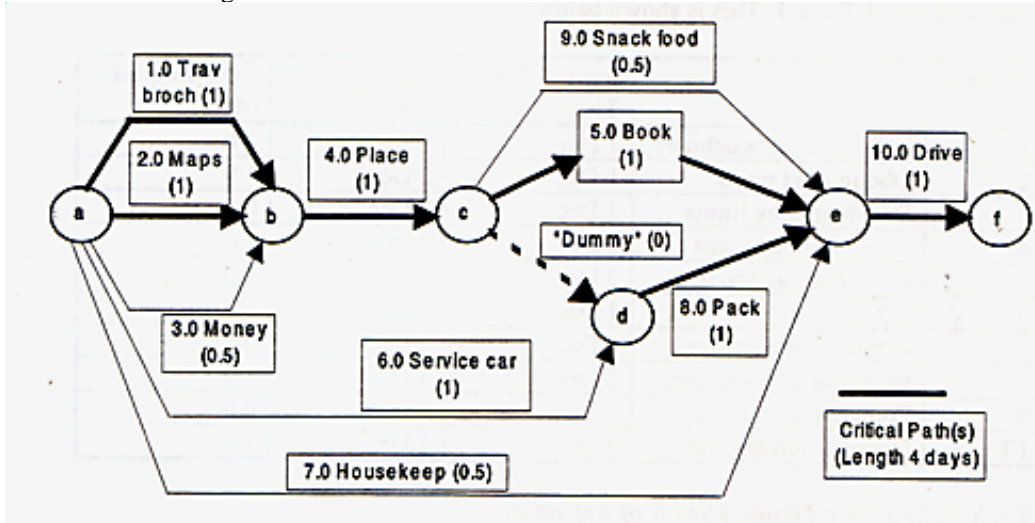 9.0 Snack food
(0.5)
1.0 Trav
broch (1)
5.0 Book
(1)
2.0 Maps
(1)
4.0 Place
(1)
10.0 Drive
(1)
a
b
c
e
f
"Dummy" (0)
d
3.0 Money
(0.5)
8.0 Pack
(1)
6.0 Service car
(1)
Critical Path(s)
(Length 4 days)
7.0 Housekeep (0.5)